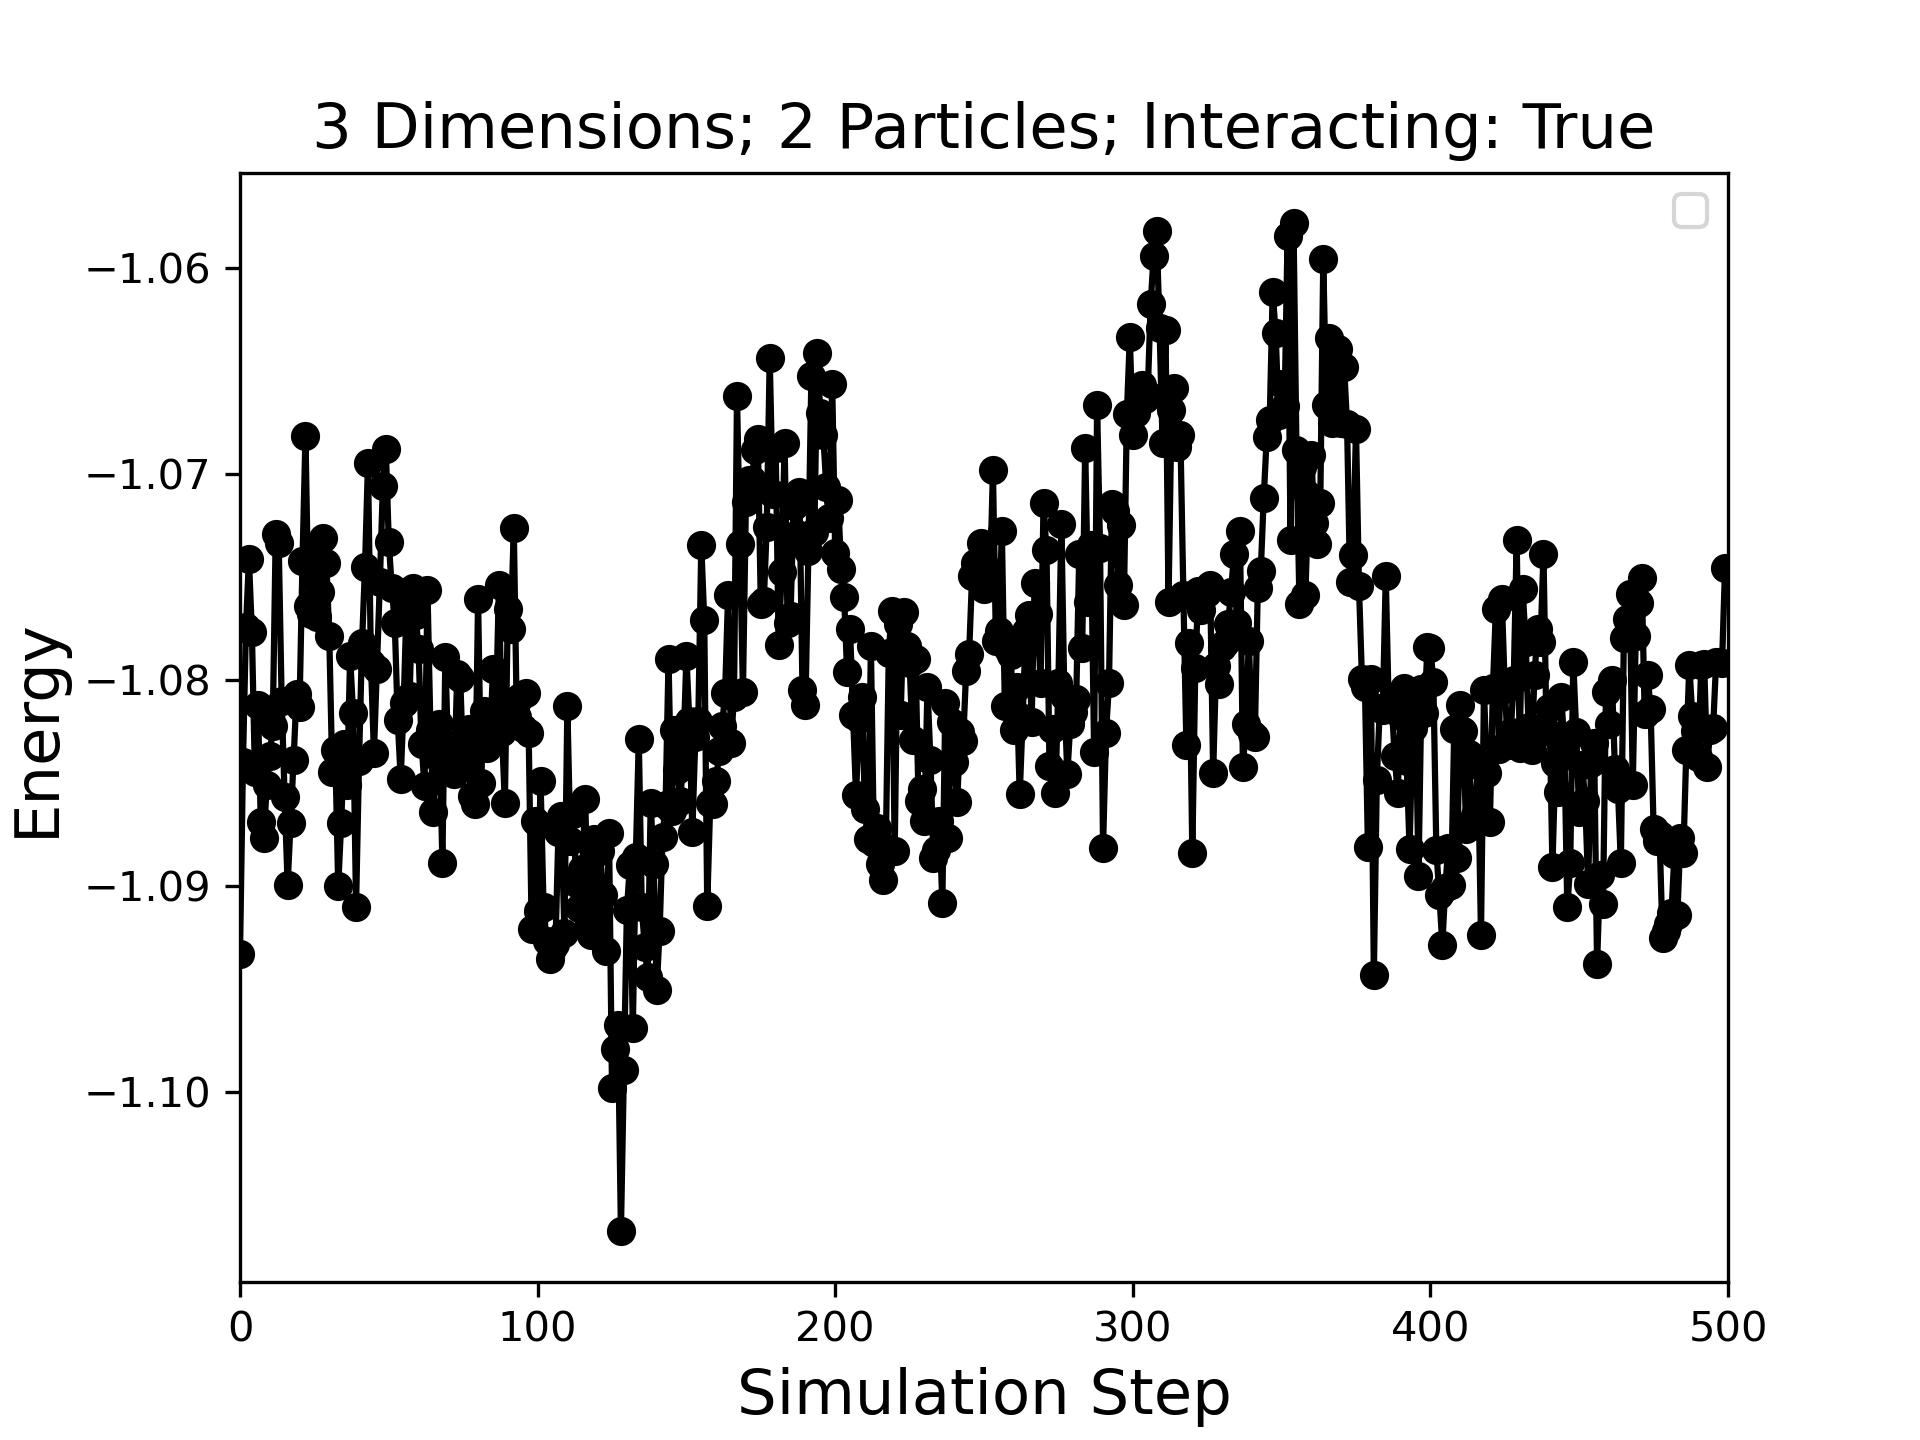 3 Dimensions; 2 Particles; Interacting: True
Energy
−1.06
−1.07
−1.08
−1.09
−1.10
0 100 200 300 400 500
Simulation Step